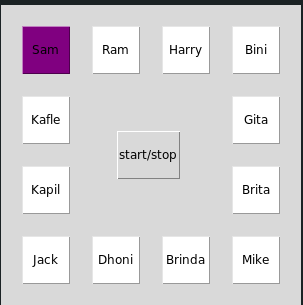 Sam Ram Harry Bini
Kafle Gita
start/stop
Kapil Brita
Jack Dhoni Brinda Mike